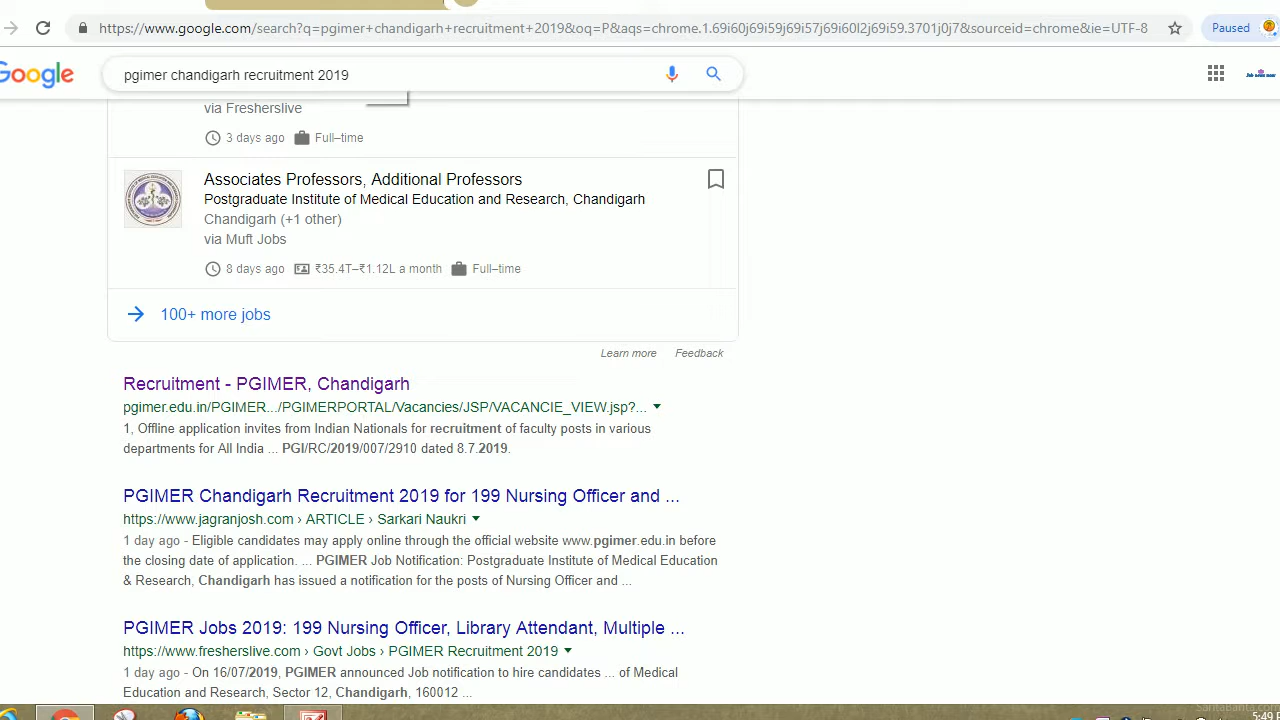 https://www.google.com/search?q=pgimer+chandigarh+recruitment+2019&oq=P&aqs=chrome.1.69i60j69i59j69i57j69i60l2j69i59.3701j0j7&sourceid=chrome&ie=UTF-8
Paused
Google
pgimer chandigarh recruitment 2019
via Fresherslive
3 days ago Full–time
Associates Professors, Additional Professors
Postgraduate Institute of Medical Education and Research, Chandigarh
Chandigarh (+1 other)
via Muft Jobs
8 days ago ₹35.4T–₹1.12L a month Full–time
100+ more jobs
Learn more Feedback
Recruitment - PGIMER, Chandigarh
pgimer.edu.in/PGIMER.../PGIMERPORTAL/Vacancies/JSP/VACANCIE_VIEW.jsp?...
1, Offline application invites from Indian Nationals for recruitment of faculty posts in various
departments for All India ... PGI/RC/2019/007/2910 dated 8.7.2019.
PGIMER Chandigarh Recruitment 2019 for 199 Nursing Officer and ...
https://www.jagranjosh.com › ARTICLE › Sarkari Naukri
1 day ago - Eligible candidates may apply online through the official website www.pgimer.edu.in before
the closing date of application. ... PGIMER Job Notification: Postgraduate Institute of Medical Education
& Research, Chandigarh has issued a notification for the posts of Nursing Officer and ...
PGIMER Jobs 2019: 199 Nursing Officer, Library Attendant, Multiple ...
https://www.fresherslive.com › Govt Jobs › PGIMER Recruitment 2019
1 day ago - On 16/07/2019, PGIMER announced Job notification to hire candidates ... of Medical
Education and Research, Sector 12, Chandigarh, 160012 ...
SantaBanta.com